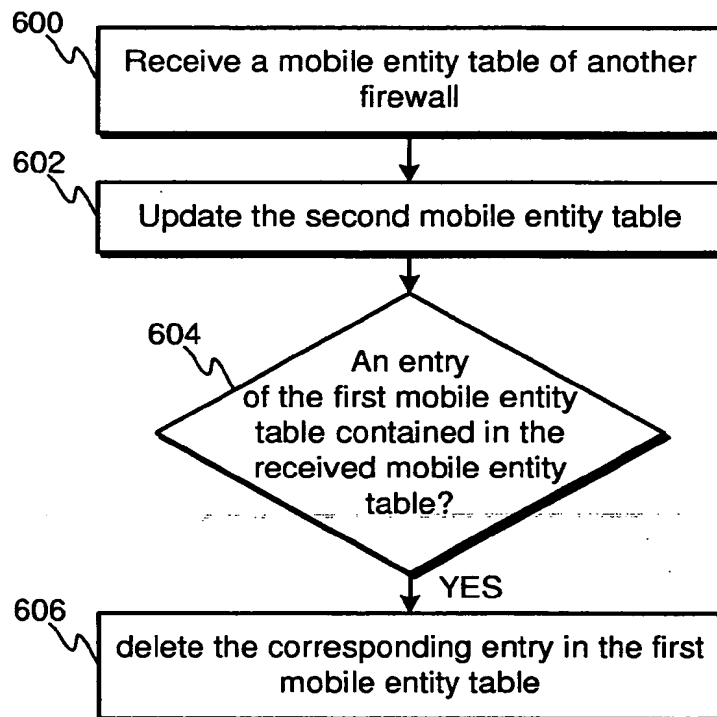 600
Receive a mobile entity table of another
firewall
602
Update the second mobile entity table
604
An entry
of the first mobile entity
table contained in the
received mobile entity
table?
YES
606
delete the corresponding entry in the first
mobile entity table